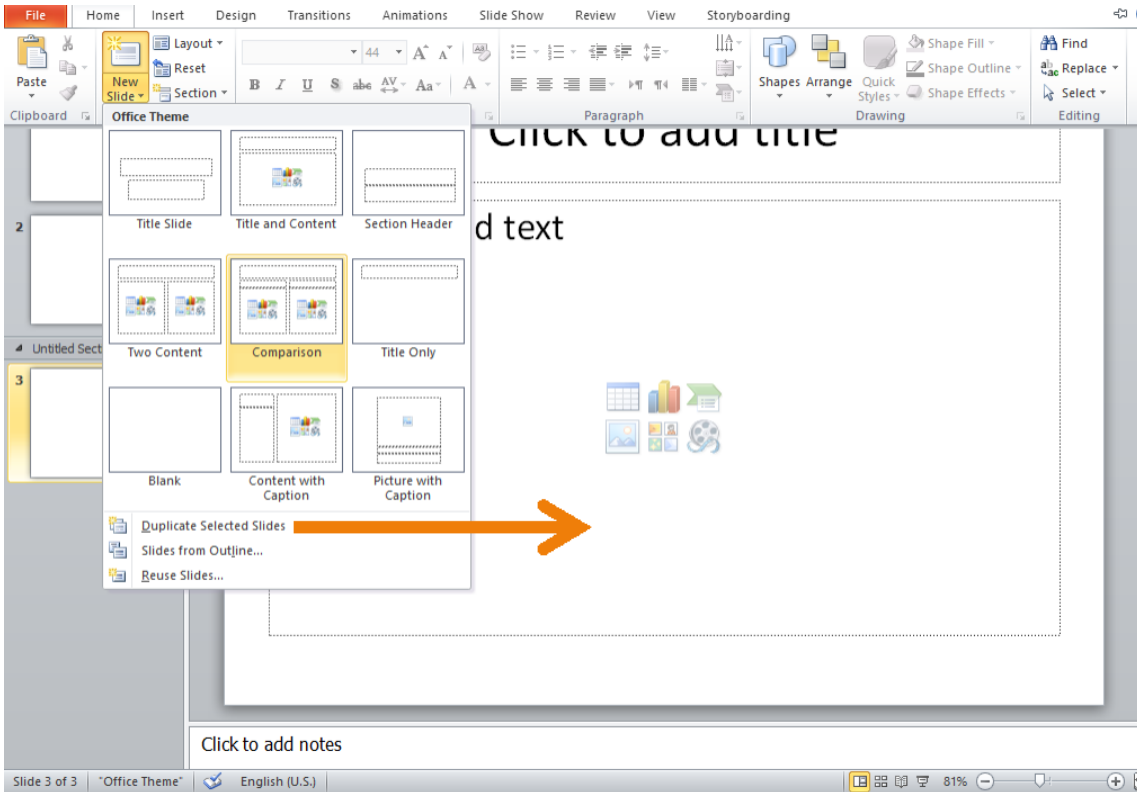 File Home Insert Design Transitions Animations Slide Show Review View Storyboarding
Layout
Reset
Section
Paste
New
Slide
44
B I U S abc AV Aa A
Shapes Arrange Quick
Styles
Shape Fill
Shape Outline
Shape Effects
Find
Replace
Select
Clipboard Paragraph Drawing Editing
Office Theme
Title Slide Title and Content Section Header
Two Content Comparison Title Only
Blank Content with
Caption Picture with
Caption
Duplicate Selected Slides
Slides from Outline...
Reuse Slides...
2
Untitled Sect
3
Click to add title
d text
Click to add notes
Slide 3 of 3 "Office Theme" English (U.S.) 81%